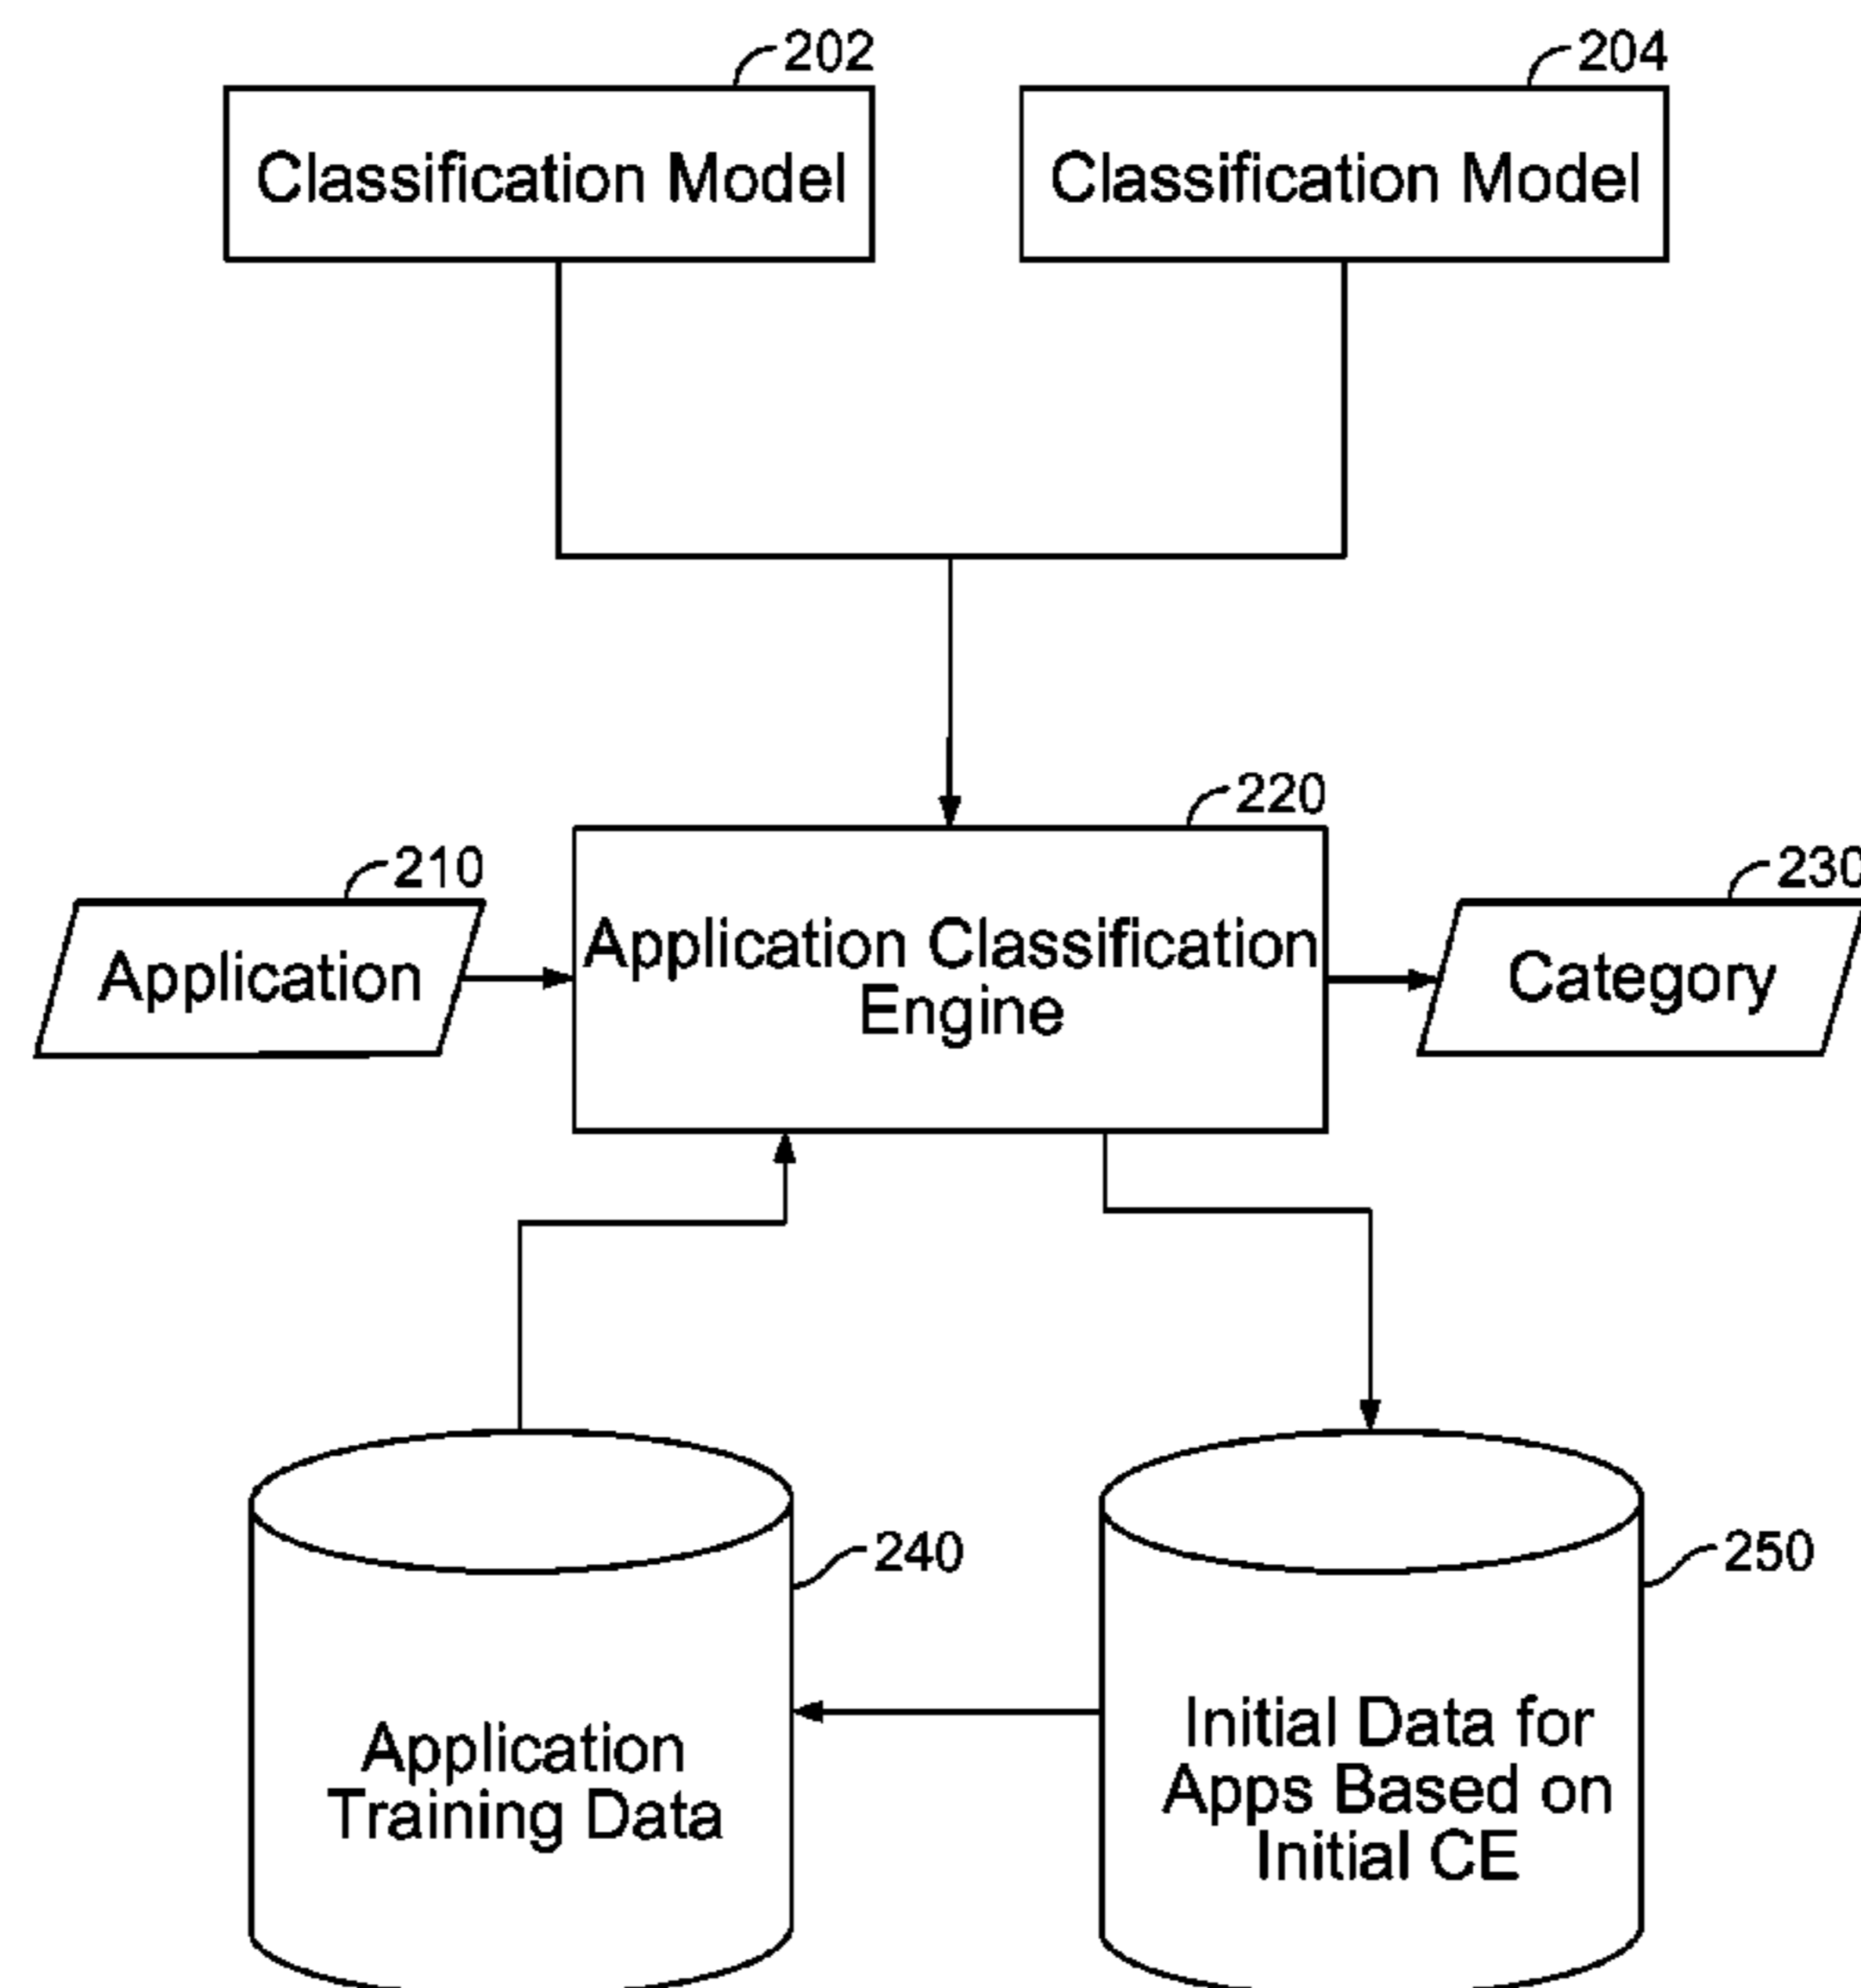 202
204
Classification Model
Classification Model
220
210
230
Application
Application Classification
Engine
Category
240
250
Application
Training Data
Initial Data for
Apps Based on
Initial CE